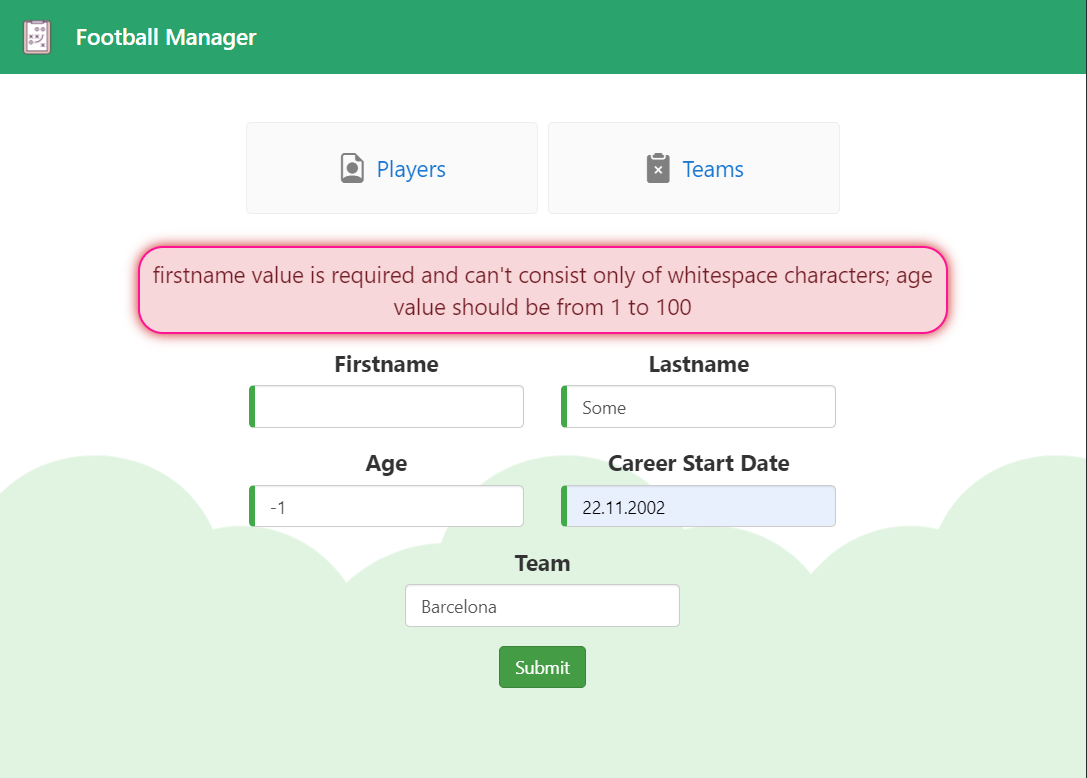 Football Manager
Players
Teams
firstname value is required and can't consist only of whitespace characters; age
value should be from 1 to 100
Firstname
Lastname
Some
Age
Career Start Date
-1
22.11.2002
Team
Barcelona
Submit